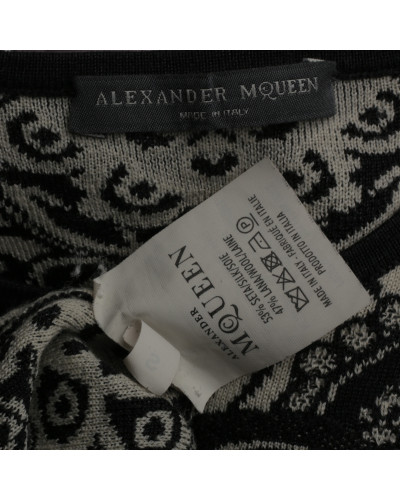 ALEXANDER MCQUEEN
MADE IN ITALY
ALEXANDER
MCQUEEN
53% SETA/SILK/SOIE
47% LANA/WOOL/LAINE
P
MADE IN ITALY - FABRIQUÉ EN ITALIE
PRODOTTO IN ITALIA